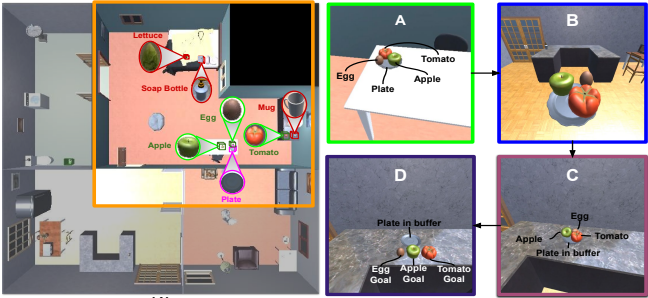 Lettuce
Soap Bottle
Egg
Mug
Apple
Tomato
Plate
A
Tomato
Egg
Apple
Plate
B
C
Egg
Apple
Tomato
Plate in buffer
D
Plate in buffer
Egg
Goal
Apple
Goal
Tomato
Goal